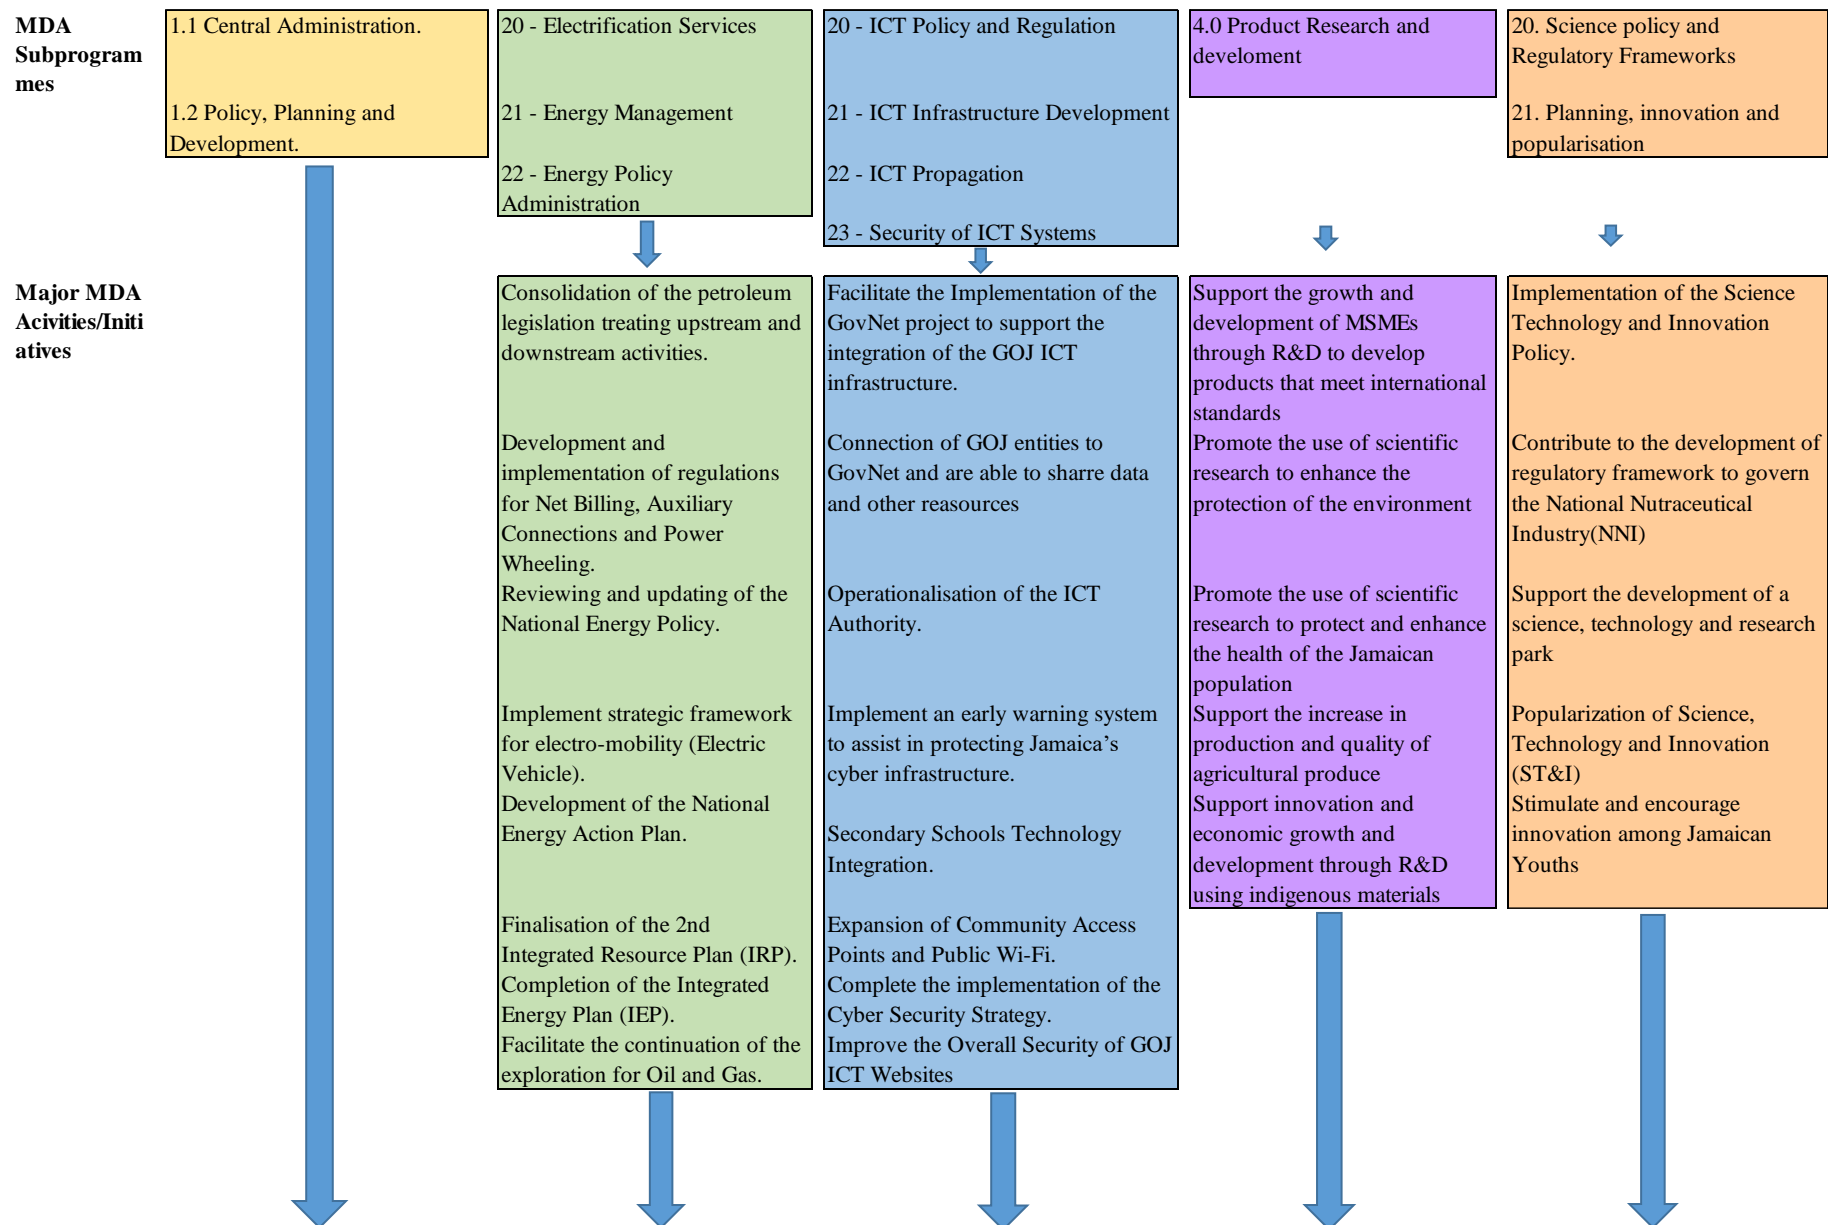 MDA
Subprogram
mes
1.1 Central Administration.
1.2 Policy, Planning and
Development.
20 - Electrification Services
21 - Energy Management
22 - Energy Policy
Administration
20 - ICT Policy and Regulation
21 - ICT Infrastructure Development
22 - ICT Propagation
23 - Security of ICT Systems
4.0 Product Research and
develoment
20. Science policy and
Regulatory Frameworks
21. Planning, innovation and
popularisation
Major MDA
Acivities/Initi
atives
Consolidation of the petroleum
legislation treating upstream and
downstream activities.
Development and
implementation of regulations
for Net Billing, Auxiliary
Connections and Power
Wheeling.
Reviewing and updating of the
National Energy Policy.
Implement strategic framework
for electro-mobility (Electric
Vehicle).
Development of the National
Energy Action Plan.
Finalisation of the 2nd
Integrated Resource Plan (IRP).
Completion of the Integrated
Energy Plan (IEP).
Facilitate the continuation of the
exploration for Oil and Gas.
Facilitate the Implementation of the
GovNet project to support the
integration of the GOJ ICT
infrastructure.
Connection of GOJ entities to
GovNet and are able to sharre data
and other reasources
Operationalisation of the ICT
Authority.
Implement an early warning system
to assist in protecting Jamaica’s
cyber infrastructure.
Secondary Schools Technology
Integration.
Expansion of Community Access
Points and Public Wi-Fi.
Complete the implementation of the
Cyber Security Strategy.
Improve the Overall Security of GOJ
ICT Websites
Support the growth and
development of MSMEs
through R&D to develop
products that meet international
standards
Promote the use of scientific
research to enhance the
protection of the environment
Promote the use of scientific
research to protect and enhance
the health of the Jamaican
population
Support the increase in
production and quality of
agricultural produce
Support innovation and
economic growth and
development through R&D
using indigenous materials
Implementation of the Science
Technology and Innovation
Policy.
Contribute to the development of
regulatory framework to govern
the National Nutraceutical
Industry(NNI)
Support the development of a
science, technology and research
park
Popularization of Science,
Technology and Innovation
(ST&I)
Stimulate and encourage
innovation among Jamaican
Youths